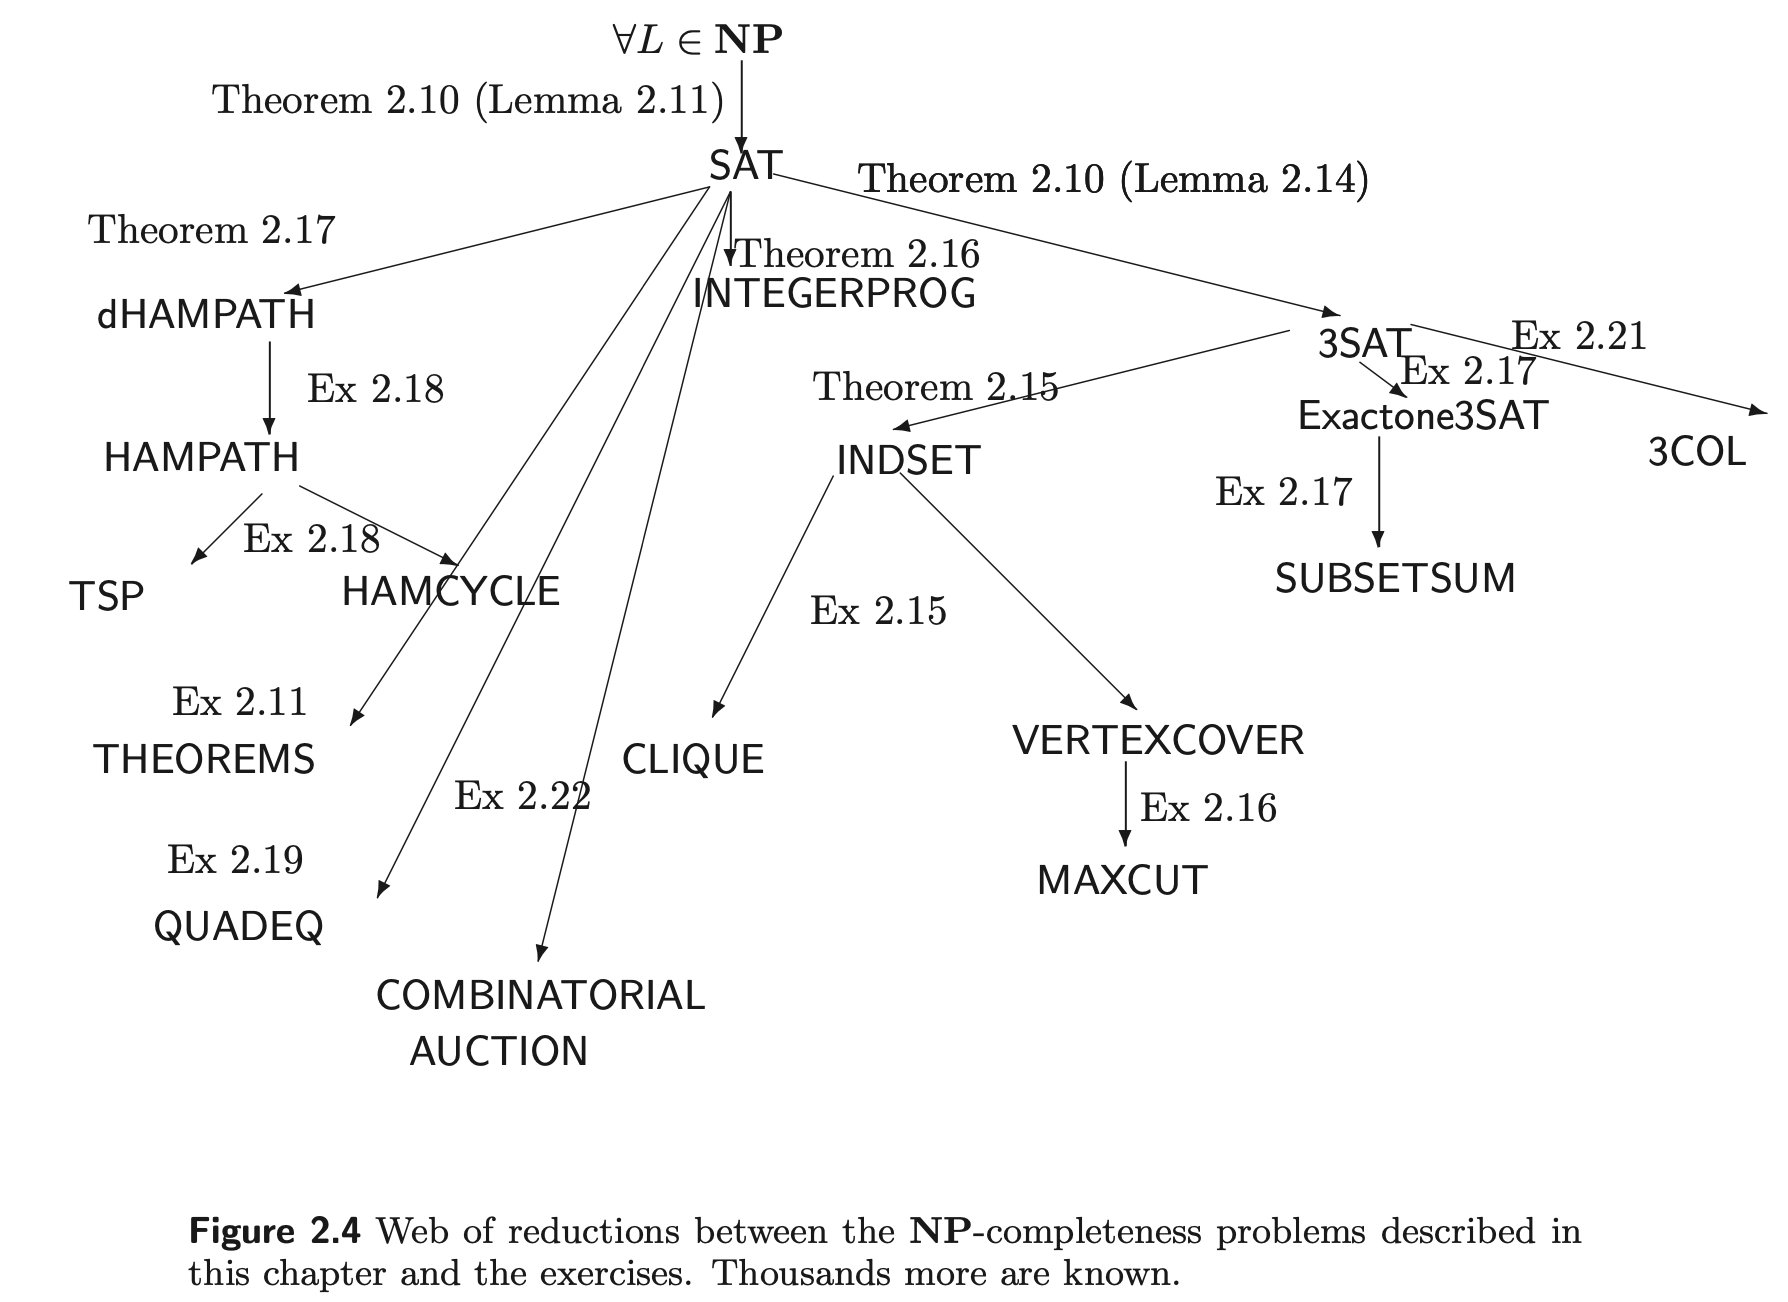 ∀L ∈ NP
Theorem 2.10 (Lemma 2.11)
SAT
Theorem 2.10 (Lemma 2.14)
Theorem 2.17
Theorem 2.16
INTEGERPROG
dHAMPATH
3SAT
Ex 2.21
Ex 2.17
Theorem 2.15
Ex 2.18
Exactone3SAT
3COL
HAMPATH
INDSET
Ex 2.17
Ex 2.18
TSP
HAMCYCLE
SUBSETSUM
Ex 2.15
Ex 2.11
THEOREMS
CLIQUE
VERTEXCOVER
Ex 2.22
Ex 2.16
Ex 2.19
QUADEQ
MAXCUT
COMBINATORIAL
AUCTION
Figure 2.4 Web of reductions between the NP-completeness problems described in
this chapter and the exercises. Thousands more are known.